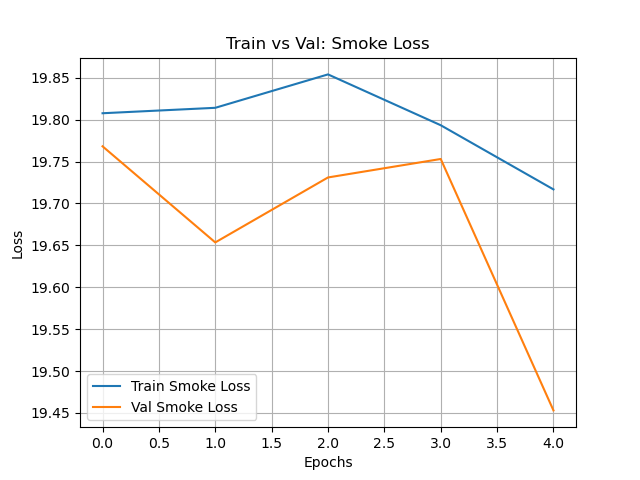 Train vs Val: Smoke Loss
19.85
19.80
19.75
19.70
19.65
19.60
19.55
19.50
19.45
Loss
Train Smoke Loss
Val Smoke Loss
0.0 0.5 1.0 1.5 2.0 2.5 3.0 3.5 4.0
Epochs